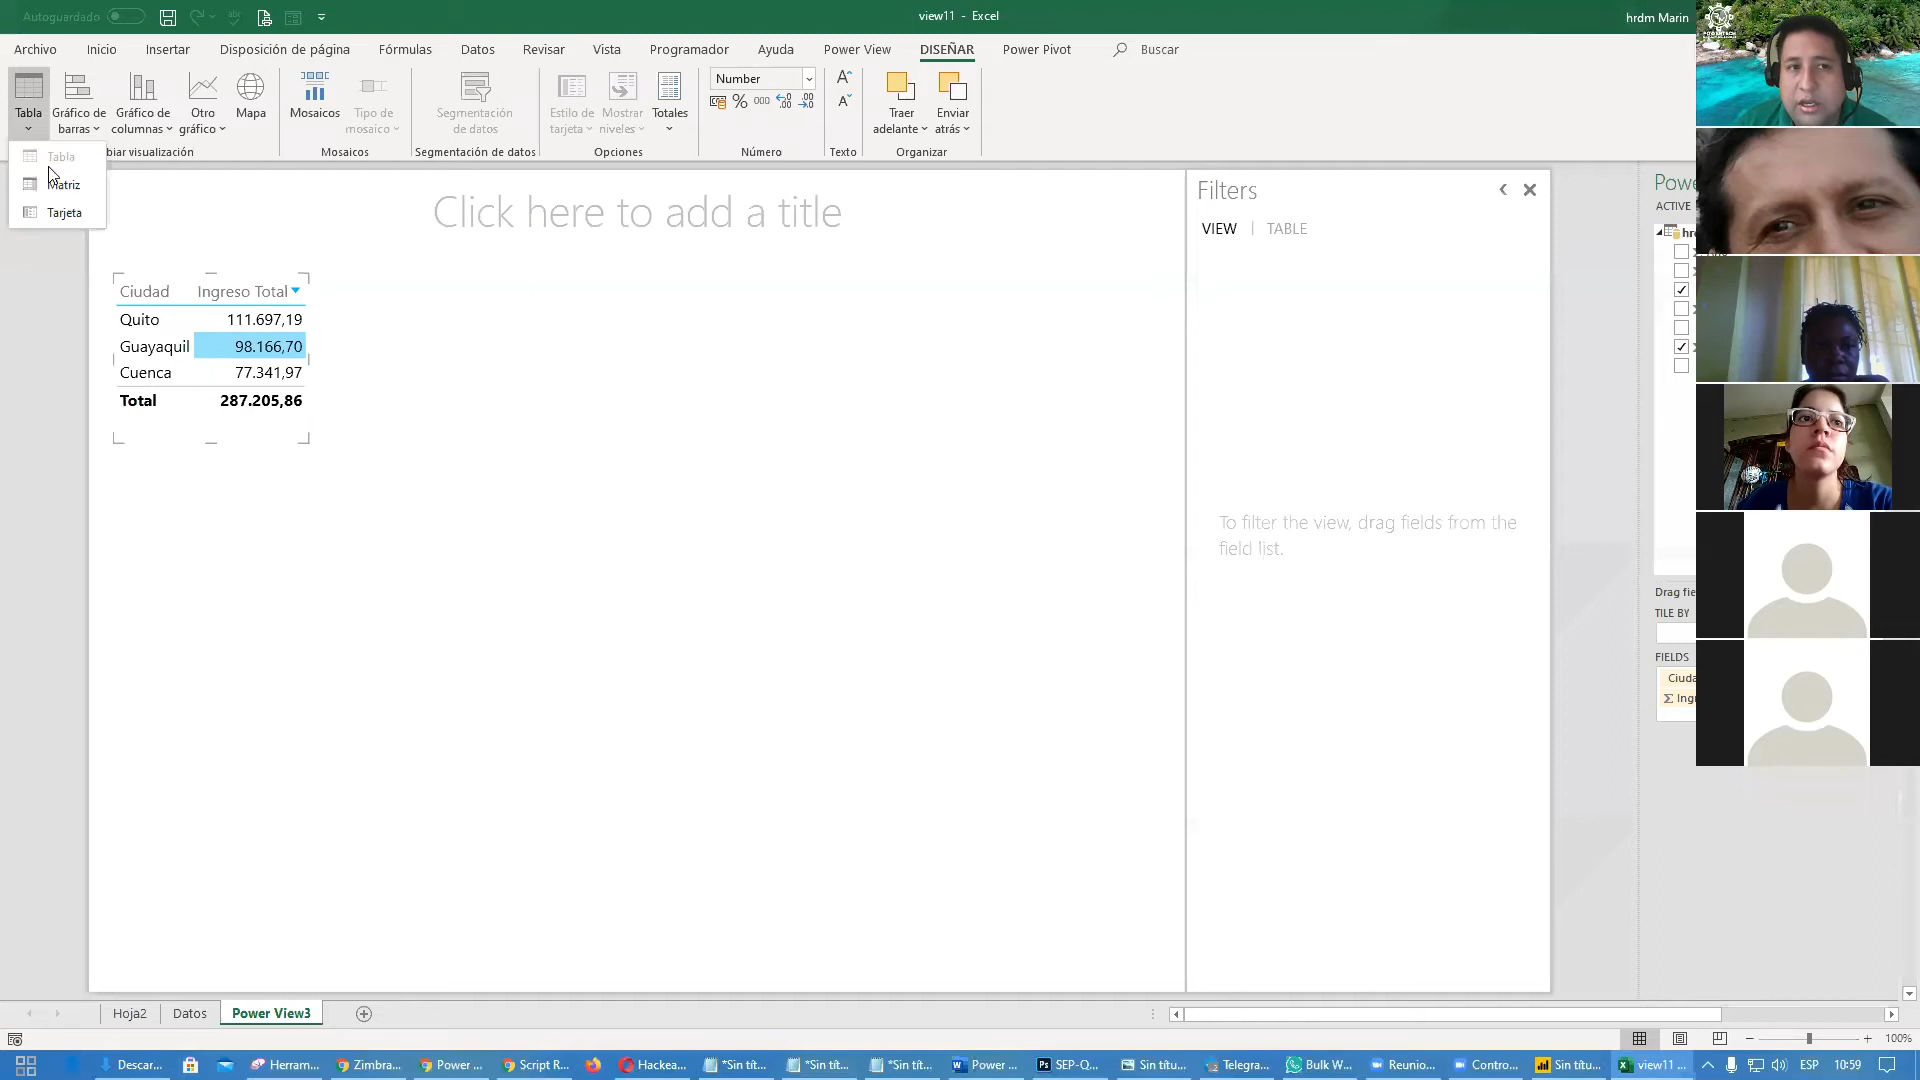 Autoguardado
view11 - Excel
hrdm Marin
Archivo Inicio Insertar Disposición de página Fórmulas Datos Revisar Vista Programador Ayuda Power View DISEÑAR Power Pivot Buscar
Tabla
Gráfico de barras
Gráfico de columnas
Otro gráfico
Mapa
Mosaicos
Tipo de mosaico
Segmentación de datos
Estilo de tarjeta
Mostrar niveles
Totales
Number
% 000
Traer adelante
Enviar atrás
biar visualización
Mosaicos
Segmentación de datos
Opciones
Número
Texto
Organizar
Tabla
Matriz
Tarjeta
Click here to add a title
Ciudad Ingreso Total
Quito 111.697,19
Guayaquil 98.166,70
Cuenca 77.341,97
Total 287.205,86
Filters
VIEW | TABLE
To filter the view, drag fields from the
field list.
Powe
ACTIVE
hrd
Drag fie
TILE BY
FIELDS
Ciuda
Σ Ingr
Hoja2 Datos Power View3
100%
Descar... Herram... Zimbra... Power ... Script R... Hackea... *Sin tít... *Sin tít... *Sin tít... Power ... SEP-Q... Sin títu... Telegra... Bulk W... Reunio... Contro... Sin títu... view11 ... ESP 10:59